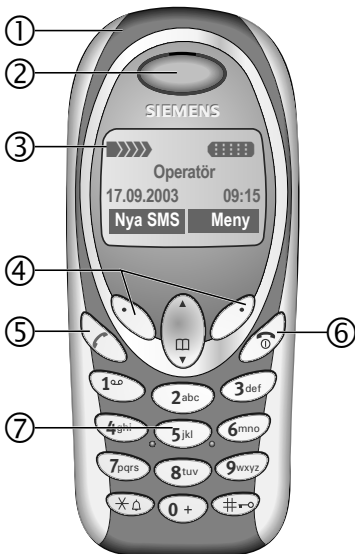 ①
②
SIEMENS
③
Operatör
17.09.2003 09:15
Nya SMS Meny
④
⑤
⑥
1
2abc
3def
⑦
4ghi
5jkl
6mno
7pqrs
8tuv
9wxyz
*
0 +
#